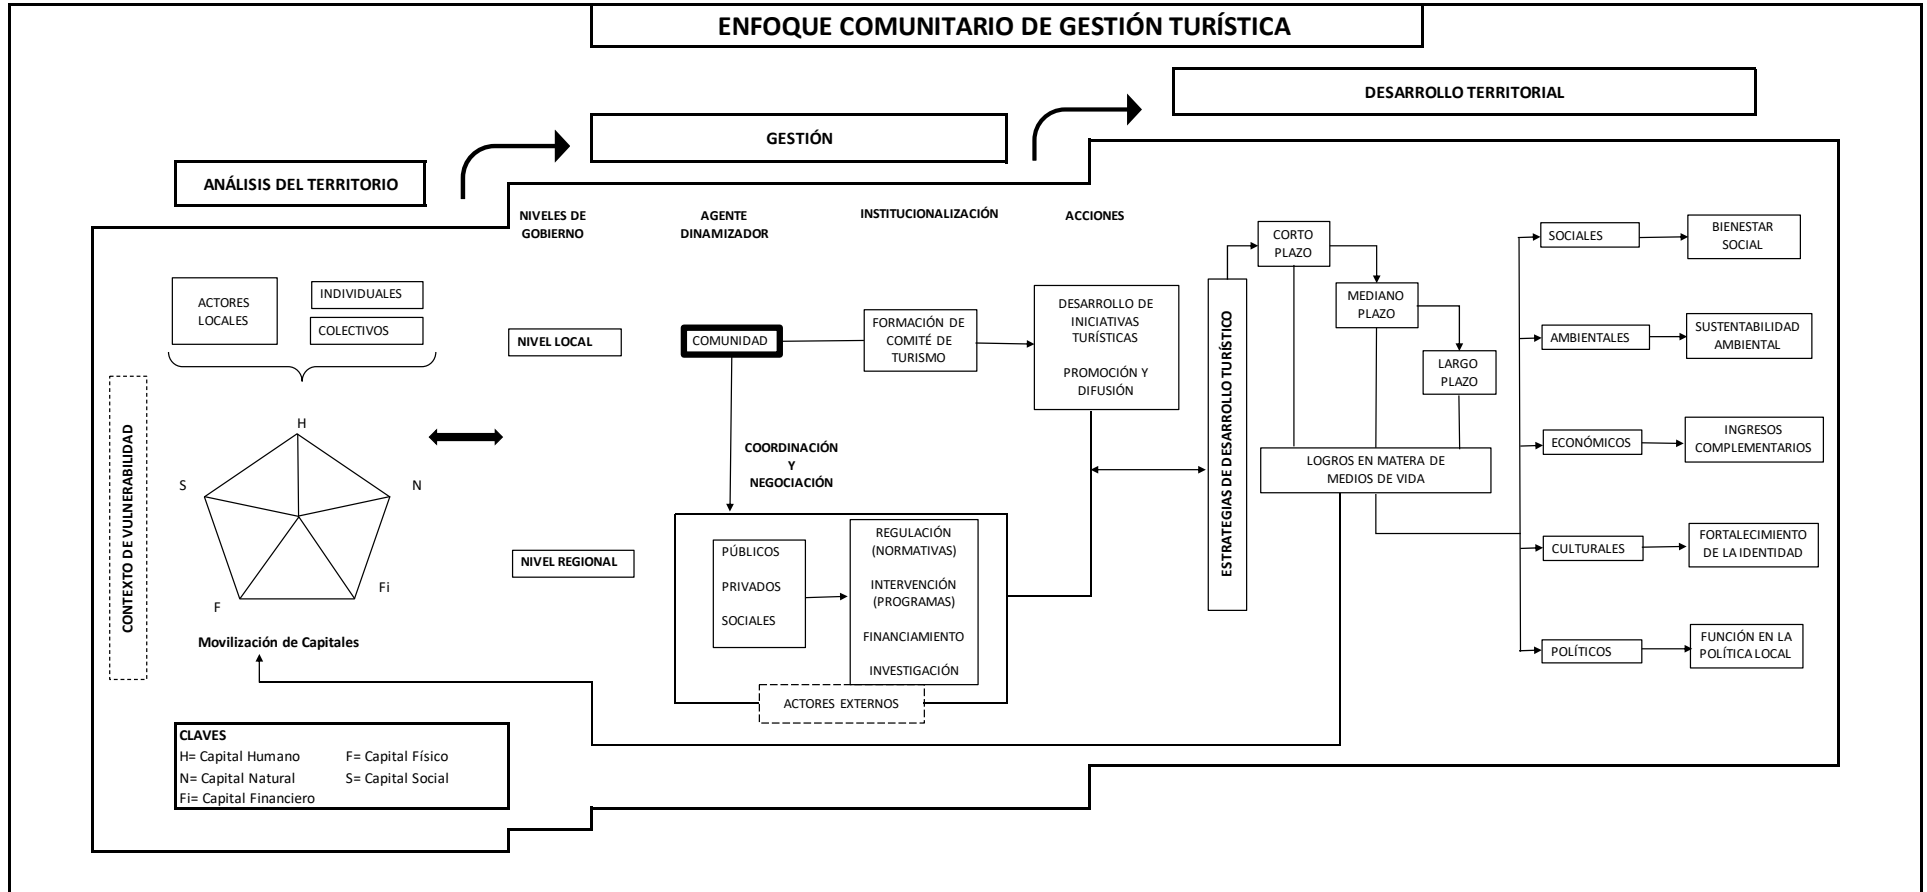 ENFOQUE COMUNITARIO DE GESTIÓN TURÍSTICA
DESARROLLO TERRITORIAL
GESTIÓN
ANÁLISIS DEL TERRITORIO
NIVELES DE
GOBIERNO
AGENTE
DINAMIZADOR
INSTITUCIONALIZACIÓN
ACCIONES
ACTORES
LOCALES
INDIVIDUALES
COLECTIVOS
CONTEXTO DE VULNERABILIDAD
H
S
N
F
Fi
Movilización de Capitales
CLAVES
H= Capital Humano
F= Capital Físico
N= Capital Natural
S= Capital Social
Fi= Capital Financiero
NIVEL LOCAL
COMUNIDAD
FORMACIÓN DE
COMITÉ DE
TURISMO
DESARROLLO DE
INICIATIVAS
TURÍSTICAS
PROMOCIÓN Y
DIFUSIÓN
COORDINACIÓN
Y
NEGOCIACIÓN
NIVEL REGIONAL
PÚBLICOS
PRIVADOS
SOCIALES
REGULACIÓN
(NORMATIVAS)
INTERVENCIÓN
(PROGRAMAS)
FINANCIAMIENTO
INVESTIGACIÓN
ACTORES EXTERNOS
ESTRATEGIAS DE DESARROLLO TURÍSTICO
CORTO
PLAZO
MEDIANO
PLAZO
LARGO
PLAZO
LOGROS EN MATERA DE
MEDIOS DE VIDA
SOCIALES
BIENESTAR
SOCIAL
AMBIENTALES
SUSTENTABILIDAD
AMBIENTAL
ECONÓMICOS
INGRESOS
COMPLEMENTARIOS
CULTURALES
FORTALECIMIENTO
DE LA IDENTIDAD
POLÍTICOS
FUNCIÓN EN LA
POLÍTICA LOCAL